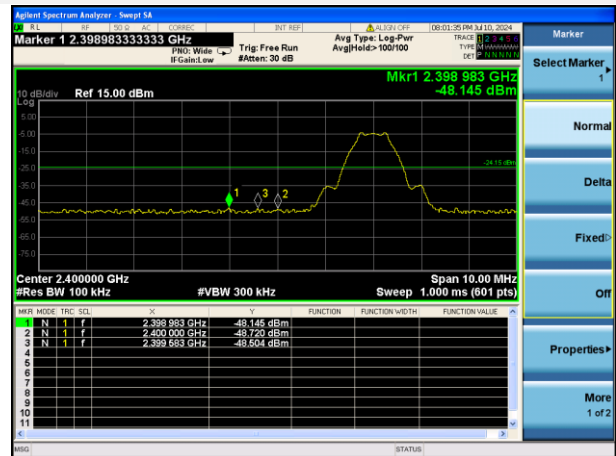 Agilent Spectrum Analyzer - Swept SA
RL RF 50 Ω AC CORREC INT REF ALIGN OFF 08:01:35 PM Jul 10, 2024
Marker 1 2.398983333333 GHz
PNO: Wide
IFGain:Low
Trig: Free Run
#Atten: 30 dB
Avg Type: Log-Pwr
Avg|Hold:> 100/100
TRACE 1 2 3 4 5 6
TYPE M W W W W W
DET P N N N N N
Mkr1 2.398 983 GHz
-48.145 dBm
10 dB/div Ref 15.00 dBm
Log
5.00
-5.00
-15.0
-25.0
-24.15 dBm
-35.0
-45.0
-55.0
-65.0
-75.0
1 3 2
Center 2.400000 GHz Span 10.00 MHz
#Res BW 100 kHz #VBW 300 kHz Sweep 1.000 ms (601 pts)
MKR MODE TRC SCL X Y FUNCTION FUNCTION WIDTH FUNCTION VALUE
1 N 1 f 2.398 983 GHz -48.145 dBm
2 N 1 f 2.400 000 GHz -48.720 dBm
3 N 1 f 2.399 583 GHz -48.504 dBm
4
5
6
7
8
9
10
11
MSG STATUS
Marker
Select Marker
1
Normal
Delta
Fixed
Off
Properties
More
1 of 2